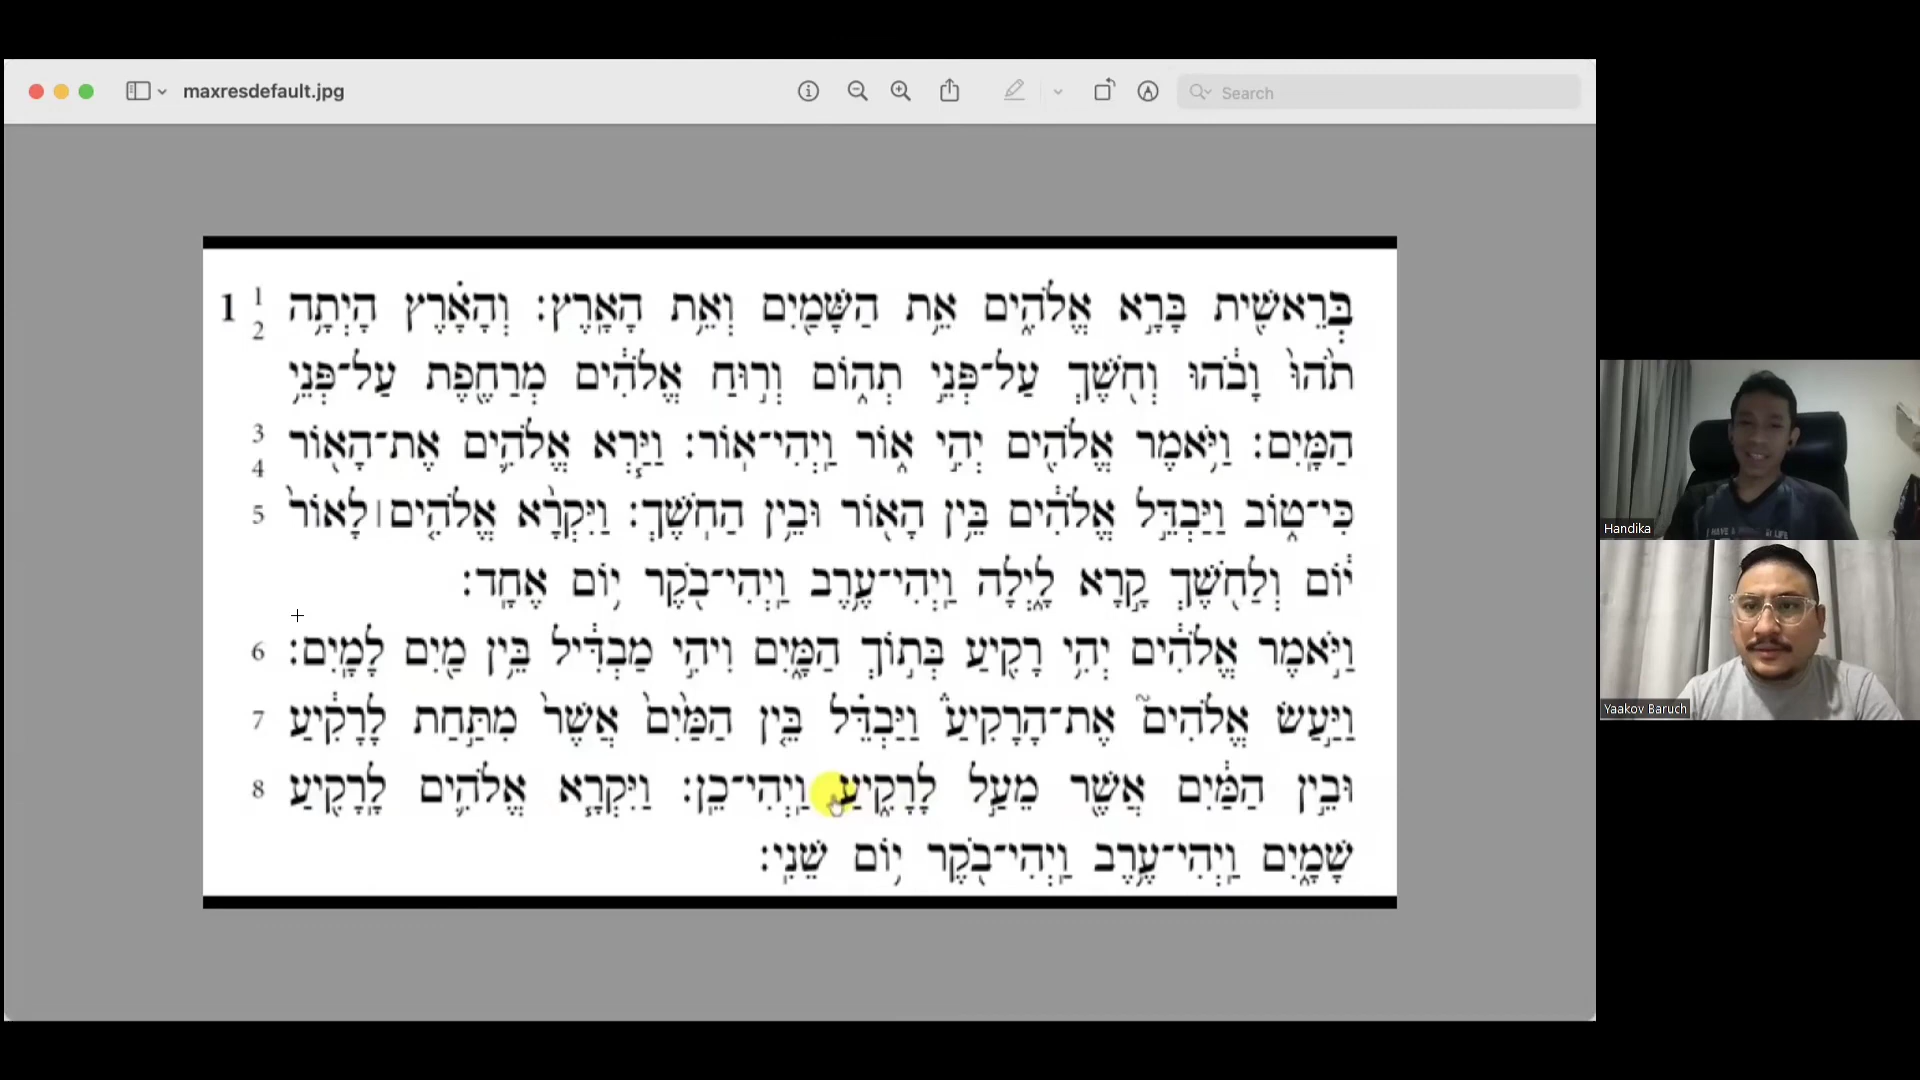 maxresdefault.jpg
Search
1 1 בְּרֵאשִׁ֖ית בָּרָ֣א אֱלֹהִ֑ים אֵ֥ת הַשָּׁמַ֖יִם וְאֵ֥ת הָאָֽרֶץ׃ וְהָאָ֗רֶץ הָיְתָ֥ה
2 תֹ֙הוּ֙ וָבֹ֔הוּ וְחֹ֖שֶׁךְ עַל־פְּנֵ֣י תְה֑וֹם וְר֣וּחַ אֱלֹהִ֔ים מְרַחֶ֖פֶת עַל־פְּנֵ֥י
3 הַמָּֽיִם׃ וַיֹּ֥אמֶר אֱלֹהִ֖ים יְהִ֣י א֑וֹר וַֽיְהִי־אֽוֹר׃ וַיַּ֧רְא אֱלֹהִ֛ים אֶת־הָא֖וֹר
4
5 כִּי־ט֑וֹב וַיַּבְדֵּ֣ל אֱלֹהִ֔ים בֵּ֥ין הָא֖וֹר וּבֵ֥ין הַחֹֽשֶׁךְ׃ וַיִּקְרָ֨א אֱלֹהִ֤ים ׀ לָאוֹר֙
י֔וֹם וְלַחֹ֖שֶׁךְ קָ֣רָא לָ֑יְלָה וַֽיְהִי־עֶ֥רֶב וַֽיְהִי־בֹ֖קֶר י֥וֹם אֶחָֽד׃
6 וַיֹּ֣אמֶר אֱלֹהִ֔ים יְהִ֥י רָקִ֖יעַ בְּת֣וֹךְ הַמָּ֑יִם וִיהִ֣י מַבְדִּ֔יל בֵּ֥ין מַ֖יִם לָמָֽיִם׃
7 וַיַּ֣עַשׂ אֱלֹהִים֮ אֶת־הָרָקִיעַ֒ וַיַּבְדֵּ֗ל בֵּ֤ין הַמַּ֙יִם֙ אֲשֶׁר֙ מִתַּ֣חַת לָרָקִ֔יעַ
8 וּבֵ֣ין הַמַּ֔יִם אֲשֶׁ֖ר מֵעַ֣ל לָרָקִ֑יעַ וַֽיְהִי־כֵֽן׃ וַיִּקְרָ֧א אֱלֹהִ֛ים לָֽרָקִ֖יעַ
שָׁמָ֑יִם וַֽיְהִי־עֶ֥רֶב וַֽיְהִי־בֹ֖קֶר י֥וֹם שֵׁנִֽי׃
Handika
Yaakov Baruch